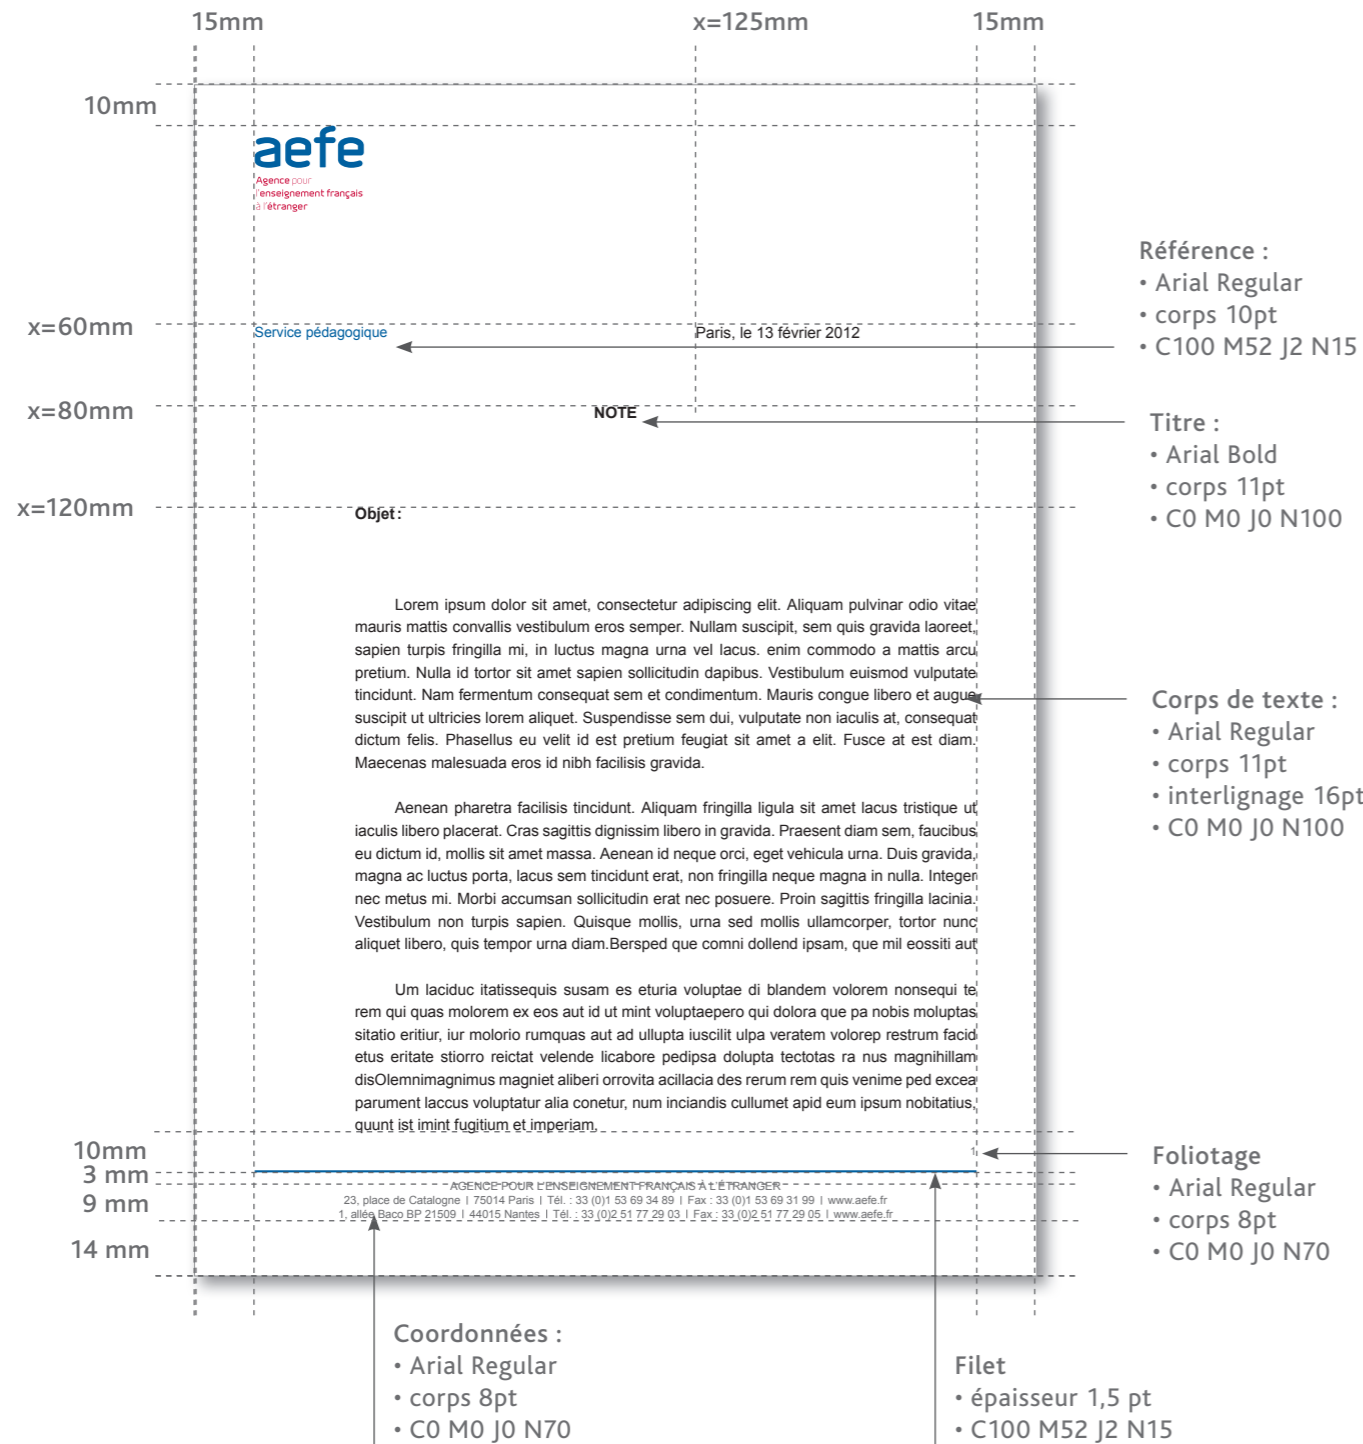 15mm
x=125mm
15mm
10mm
aefe
Agence pour
l'enseignement français
à l'étranger
Référence :
• Arial Regular
• corps 10pt
• C100 M52 J2 N15
x=60mm
Service pédagogique
Paris, le 13 février 2012
x=80mm
NOTE
Titre :
• Arial Bold
• corps 11pt
• C0 M0 J0 N100
x=120mm
Objet :
Lorem ipsum dolor sit amet, consectetur adipiscing elit. Aliquam pulvinar odio vitae
mauris mattis convallis vestibulum eros semper. Nullam suscipit, sem quis gravida laoreet,
sapien turpis fringilla mi, in luctus magna urna vel lacus. enim commodo a mattis arcu
pretium. Nulla id tortor sit amet sapien sollicitudin dapibus. Vestibulum euismod vulputate
tincidunt. Nam fermentum consequat sem et condimentum. Mauris congue libero et augue
suscipit ut ultricies lorem aliquet. Suspendisse sem dui, vulputate non iaculis at, consequat
dictum felis. Phasellus eu velit id est pretium feugiat sit amet a elit. Fusce at est diam.
Maecenas malesuada eros id nibh facilisis gravida.
Corps de texte :
• Arial Regular
• corps 11pt
• interlignage 16pt
• C0 M0 J0 N100
Aenean pharetra facilisis tincidunt. Aliquam fringilla ligula sit amet lacus tristique ut
iaculis libero placerat. Cras sagittis dignissim libero in gravida. Praesent diam sem, faucibus
eu dictum id, mollis sit amet massa. Aenean id neque orci, eget vehicula urna. Duis gravida,
magna ac luctus porta, lacus sem tincidunt erat, non fringilla neque magna in nulla. Integer
nec metus mi. Morbi accumsan sollicitudin erat nec posuere. Proin sagittis fringilla lacinia.
Vestibulum non turpis sapien. Quisque mollis, urna sed mollis ullamcorper, tortor nunc
aliquet libero, quis tempor urna diam.Bersped que comni dollend ipsam, que mil eossiti aut
Um laciduc itatissequis susam es eturia voluptae di blandem volorem nonsequi te
rem qui quas molorem ex eos aut id ut mint voluptaepero qui dolora que pa nobis moluptas
sitatio eritiur, iur molorio rumquas aut ad ullupta iuscilit ulpa veratem volorep restrum facid
etus eritate stiorro reictat velende licabore pedipsa dolupta tectotas ra nus magnihillam
disOlemnimagnimus magniet aliberi orrovita acillacia des rerum rem quis venime ped excea
parument laccus voluptatur alia conetur, num inciandis cullumet apid eum ipsum nobitatius,
quunt ist imint fugitium et imperiam.
10mm
1
3 mm
9 mm
14 mm
Foliotage
• Arial Regular
• corps 8pt
• C0 M0 J0 N70
AGENCE POUR L'ENSEIGNEMENT FRANÇAIS À L'ÉTRANGER
23, place de Catalogne I 75014 Paris I Tél. : 33 (0)1 53 69 34 89 I Fax : 33 (0)1 53 69 31 99 I www.aefe.fr
1, allée Baco BP 21509 I 44015 Nantes I Tél. : 33 (0)2 51 77 29 03 I Fax : 33 (0)2 51 77 29 05 I www.aefe.fr
Coordonnées :
• Arial Regular
• corps 8pt
• C0 M0 J0 N70
Filet
• épaisseur 1,5 pt
• C100 M52 J2 N15